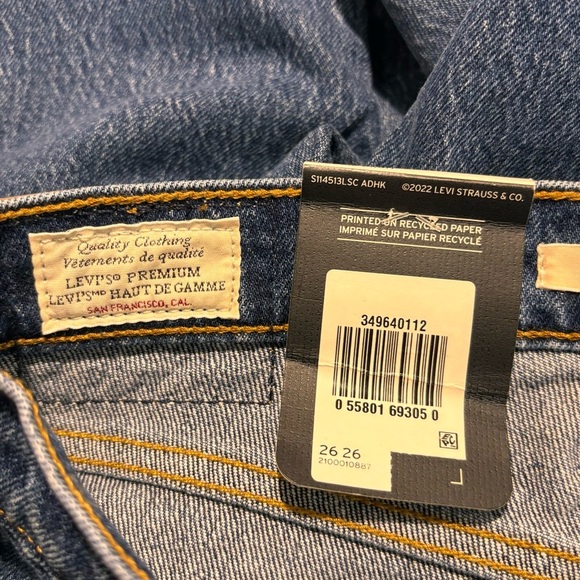 S114513LSC ADHK ©2022 LEVI STRAUSS & CO.
PRINTED ON RECYCLED PAPER
IMPRIMÉ SUR PAPIER RECYCLÉ
Quality Clothing
Vêtements de qualité
LEVI'S® PREMIUM
LEVI'S MD HAUT DE GAMME
SAN FRANCISCO, CAL.
349640112
0 55801 69305 0
26 26
2100010887